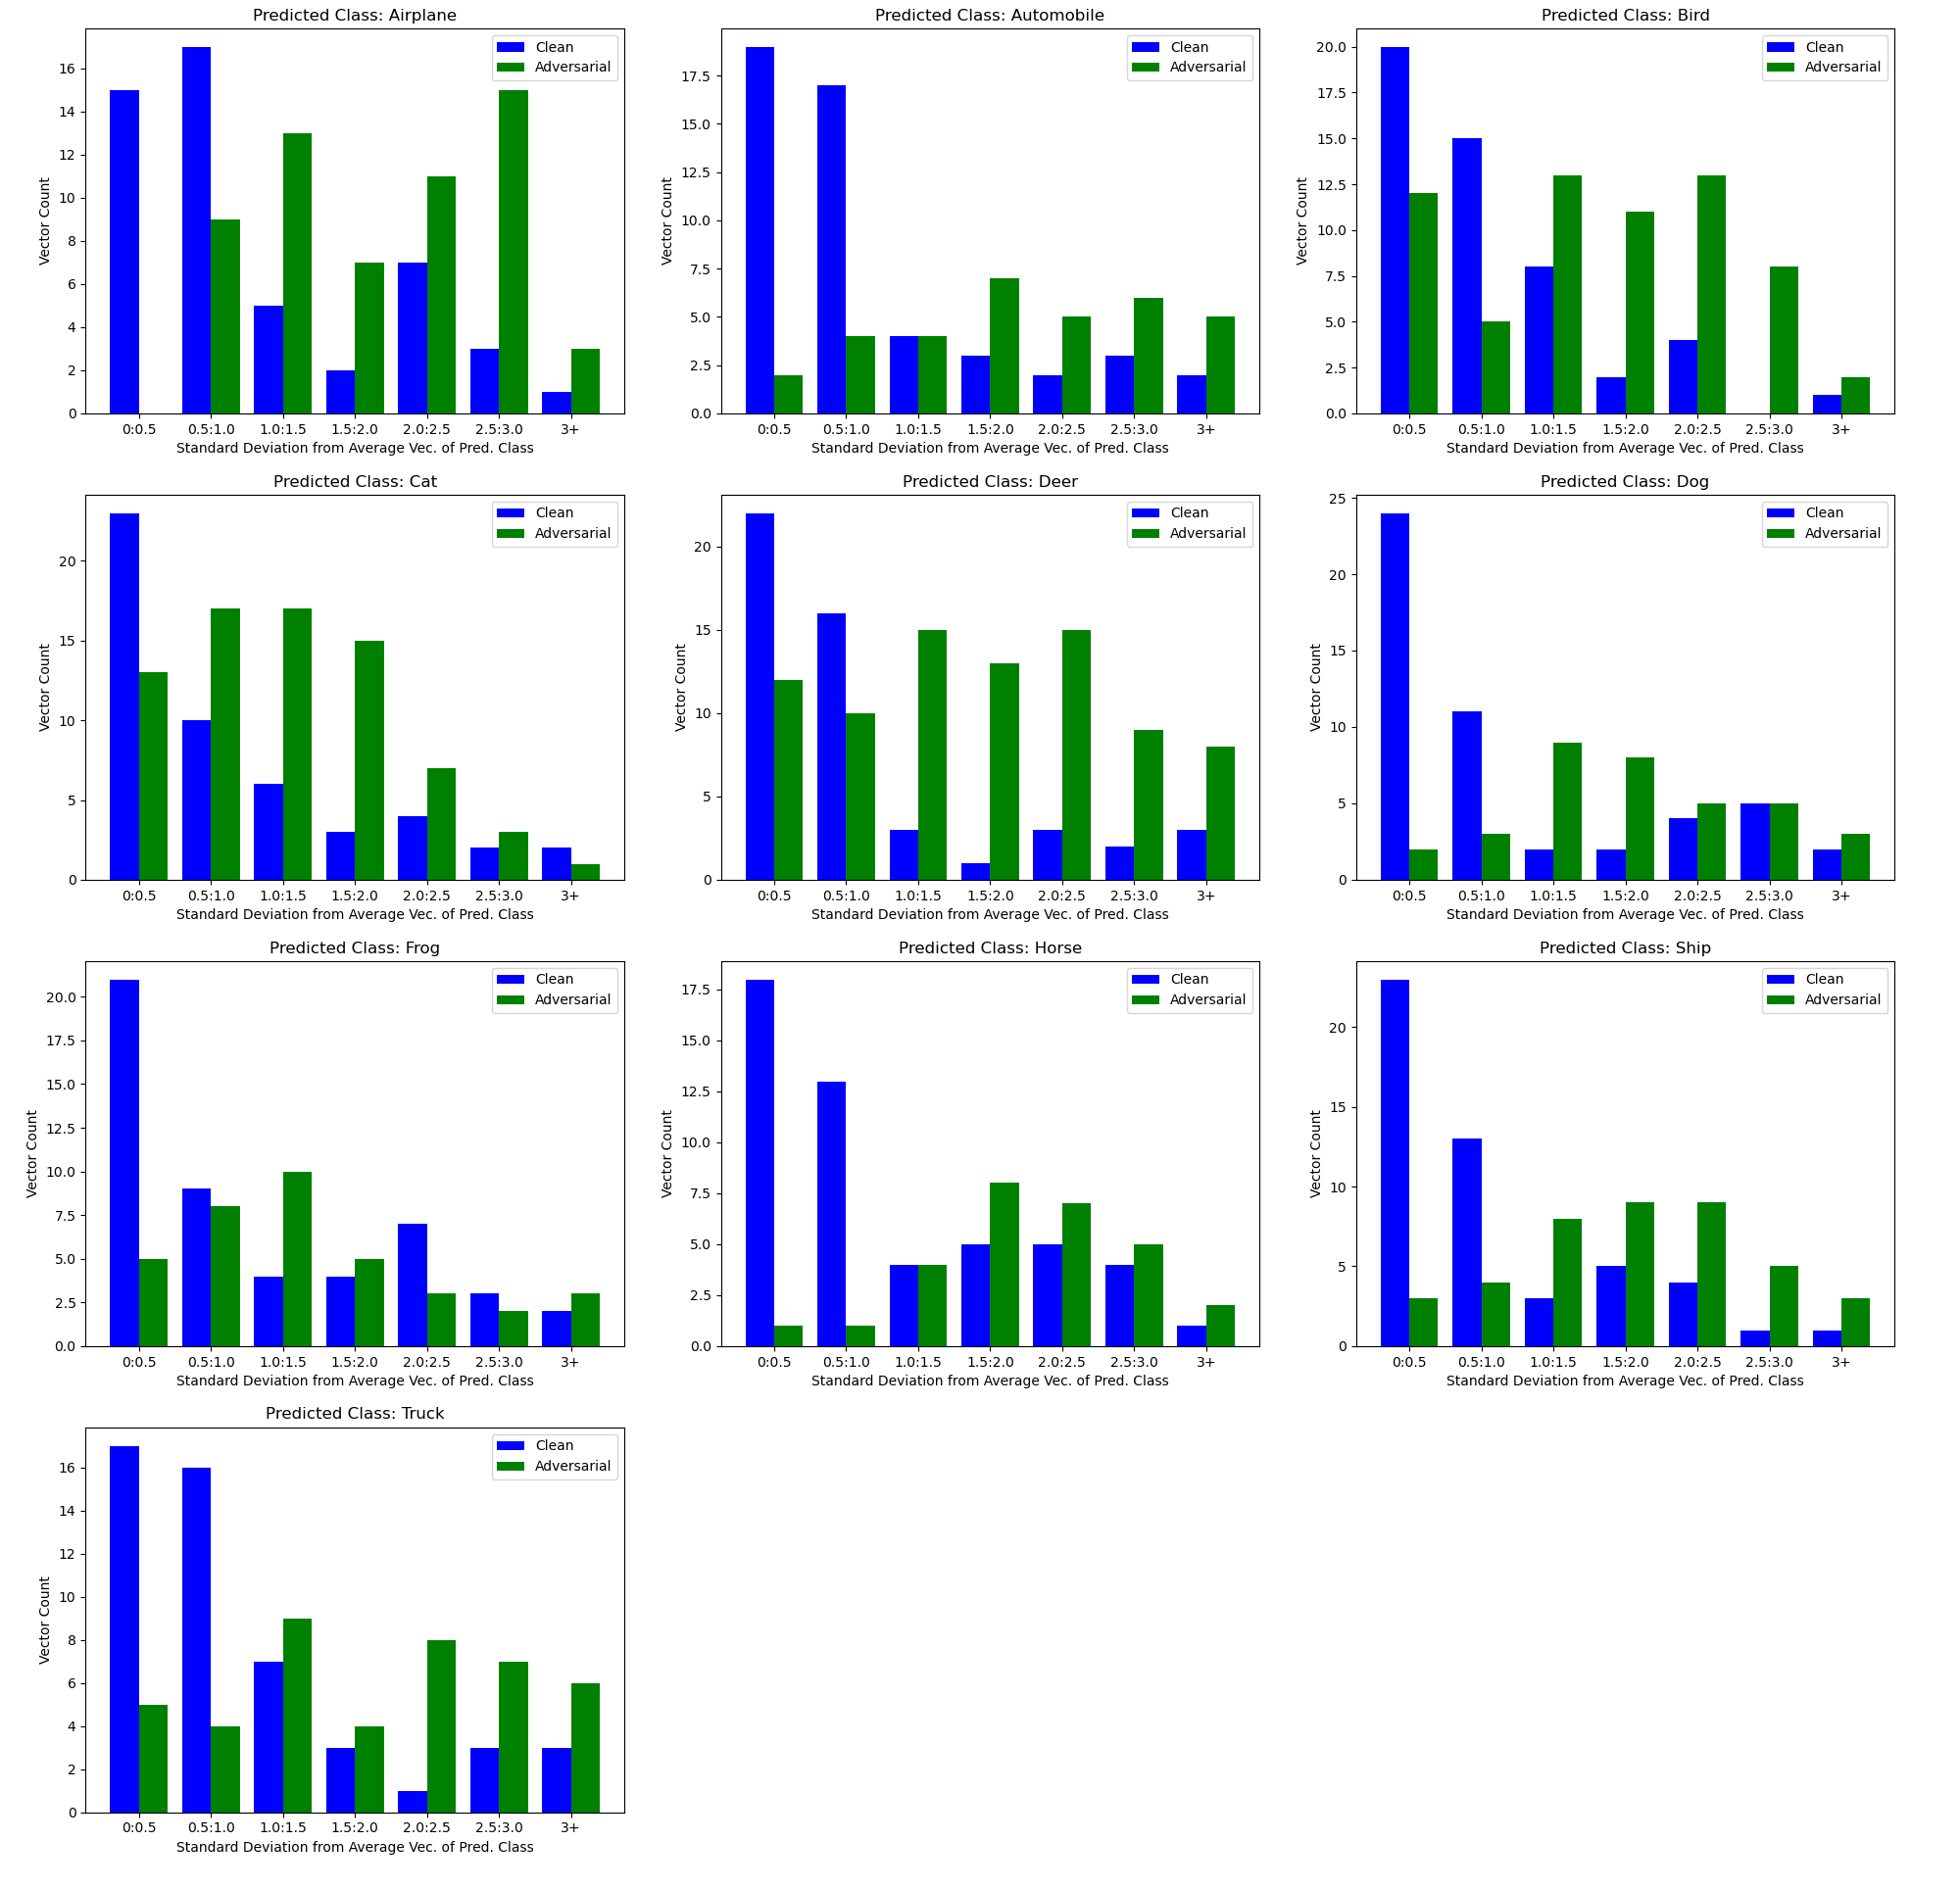 Predicted Class: Airplane
Clean
Adversarial
16
14
12
10
8
6
4
2
0
Vector Count
0:0.5 0.5:1.0 1.0:1.5 1.5:2.0 2.0:2.5 2.5:3.0 3+
Standard Deviation from Average Vec. of Pred. Class
Predicted Class: Automobile
Clean
Adversarial
17.5
15.0
12.5
10.0
7.5
5.0
2.5
0.0
Vector Count
0:0.5 0.5:1.0 1.0:1.5 1.5:2.0 2.0:2.5 2.5:3.0 3+
Standard Deviation from Average Vec. of Pred. Class
Predicted Class: Bird
Clean
Adversarial
20.0
17.5
15.0
12.5
10.0
7.5
5.0
2.5
0.0
Vector Count
0:0.5 0.5:1.0 1.0:1.5 1.5:2.0 2.0:2.5 2.5:3.0 3+
Standard Deviation from Average Vec. of Pred. Class
Predicted Class: Cat
Clean
Adversarial
20
15
10
5
0
Vector Count
0:0.5 0.5:1.0 1.0:1.5 1.5:2.0 2.0:2.5 2.5:3.0 3+
Standard Deviation from Average Vec. of Pred. Class
Predicted Class: Deer
Clean
Adversarial
20
15
10
5
0
Vector Count
0:0.5 0.5:1.0 1.0:1.5 1.5:2.0 2.0:2.5 2.5:3.0 3+
Standard Deviation from Average Vec. of Pred. Class
Predicted Class: Dog
Clean
Adversarial
25
20
15
10
5
0
Vector Count
0:0.5 0.5:1.0 1.0:1.5 1.5:2.0 2.0:2.5 2.5:3.0 3+
Standard Deviation from Average Vec. of Pred. Class
Predicted Class: Frog
Clean
Adversarial
20.0
17.5
15.0
12.5
10.0
7.5
5.0
2.5
0.0
Vector Count
0:0.5 0.5:1.0 1.0:1.5 1.5:2.0 2.0:2.5 2.5:3.0 3+
Standard Deviation from Average Vec. of Pred. Class
Predicted Class: Horse
Clean
Adversarial
17.5
15.0
12.5
10.0
7.5
5.0
2.5
0.0
Vector Count
0:0.5 0.5:1.0 1.0:1.5 1.5:2.0 2.0:2.5 2.5:3.0 3+
Standard Deviation from Average Vec. of Pred. Class
Predicted Class: Ship
Clean
Adversarial
20
15
10
5
0
Vector Count
0:0.5 0.5:1.0 1.0:1.5 1.5:2.0 2.0:2.5 2.5:3.0 3+
Standard Deviation from Average Vec. of Pred. Class
Predicted Class: Truck
Clean
Adversarial
16
14
12
10
8
6
4
2
0
Vector Count
0:0.5 0.5:1.0 1.0:1.5 1.5:2.0 2.0:2.5 2.5:3.0 3+
Standard Deviation from Average Vec. of Pred. Class